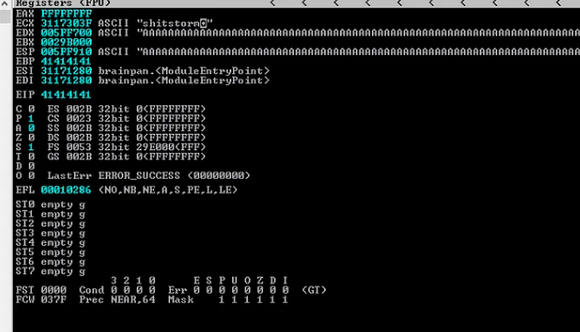 Registers (FPU) < < < < < <
EAX FFFFFFFF
ECX 3117303F ASCII "shitstorm"
EDX 005FF700 ASCII "AAAAAAAAAAAAAAAAAAAAAAAAAAAAAAAAAAAAAAAAAAAAAAAAAAAAAAAA
EBX 0029B000
ESP 005FF910 ASCII "AAAAAAAAAAAAAAAAAAAAAAAAAAAAAAAAAAAAAAAAAAAAAAAAAAAAAAAA
EBP 41414141
ESI 31171280 brainpan.<ModuleEntryPoint>
EDI 31171280 brainpan.<ModuleEntryPoint>
EIP 41414141
C 0 ES 002B 32bit 0(FFFFFFFF)
P 1 CS 0023 32bit 0(FFFFFFFF)
A 0 SS 002B 32bit 0(FFFFFFFF)
Z 0 DS 002B 32bit 0(FFFFFFFF)
S 1 FS 0053 32bit 29E000(FFF)
T 0 GS 002B 32bit 0(FFFFFFFF)
D 0
O 0 LastErr ERROR_SUCCESS (00000000)
EFL 00010286 (NO,NB,NE,A,S,PE,L,LE)
ST0 empty g
ST1 empty g
ST2 empty g
ST3 empty g
ST4 empty g
ST5 empty g
ST6 empty g
ST7 empty g
3 2 1 0 E S P U O Z D I
FST 0000 Cond 0 0 0 0 Err 0 0 0 0 0 0 0 0 (GT)
FCW 037F Prec NEAR,64 Mask 1 1 1 1 1 1